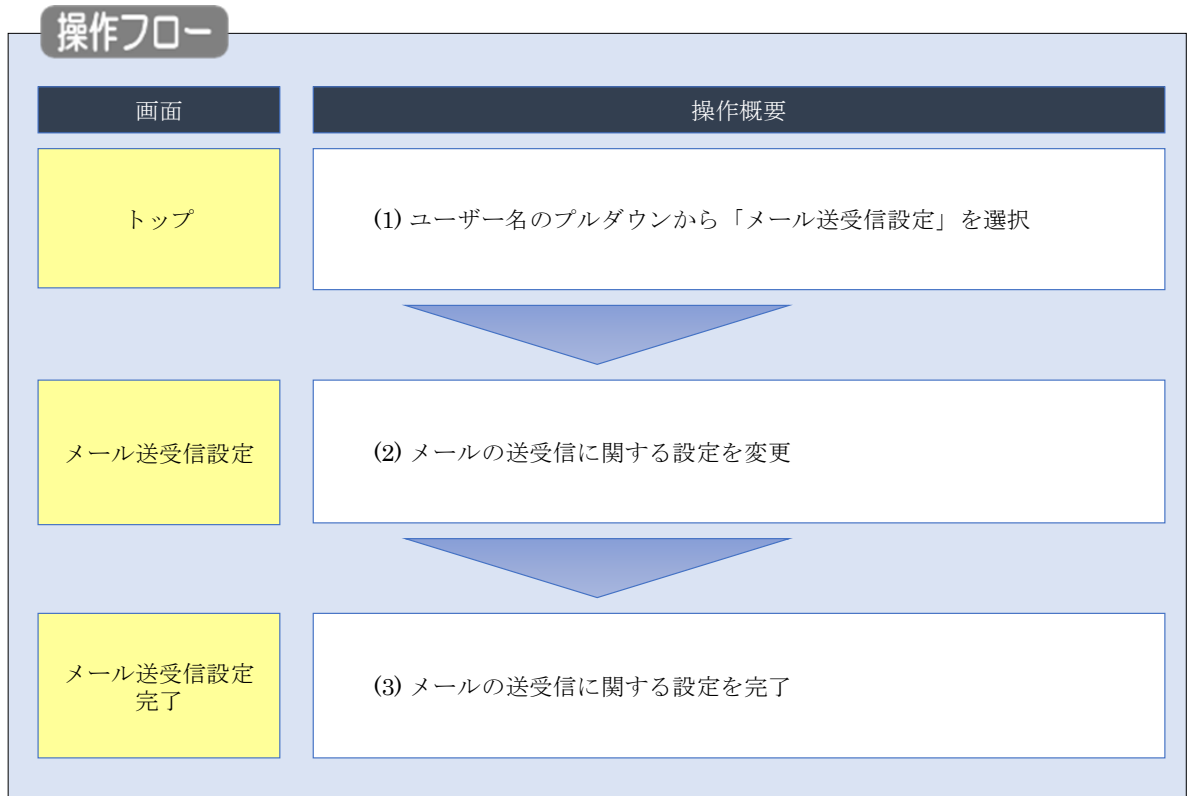 操作フロー
画面
操作概要
トップ
(1) ユーザー名のプルダウンから「メール送受信設定」を選択
メール送受信設定
(2) メールの送受信に関する設定を変更
メール送受信設定
完了
(3) メールの送受信に関する設定を完了